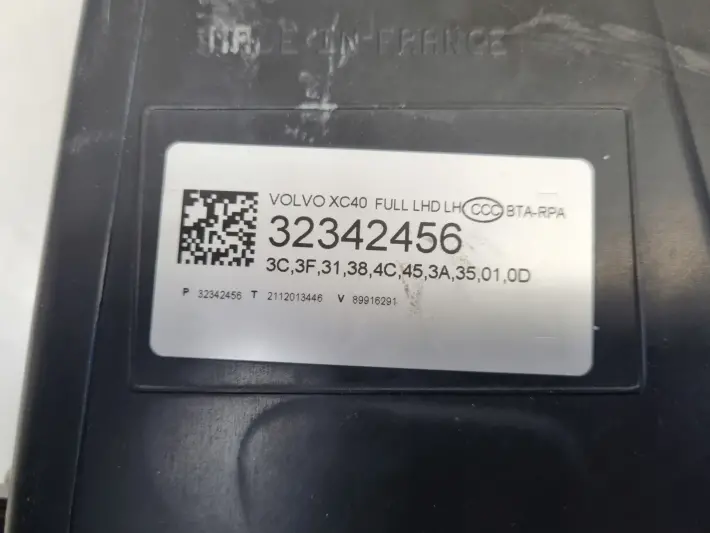 MADE-IN-FRANCE
VOLVO XC40 FULL LHD LH CCC BTA-RPA
32342456
3C,3F,31,38,4C,45,3A,35,01,0D
P 32342456 T 2112013446 V 89916291